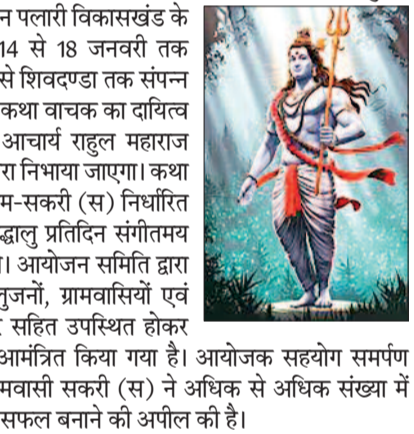 न पलारी विकासखंड के
14 से 18 जनवरी तक
से शिवदण्डा तक संपन्न
कथा वाचक का दायित्व
आचार्य राहुल महाराज
रा निभाया जाएगा। कथा
म-सकरी (स) निर्धारित
द्धालु प्रतिदिन संगीतमय
। आयोजन समिति द्वारा
लुजनों, ग्रामवासियों एवं
सहित उपस्थित होकर
आमंत्रित किया गया है। आयोजक सहयोग समर्पण
मवासी सकरी (स) ने अधिक से अधिक संख्या में
सफल बनाने की अपील की है।